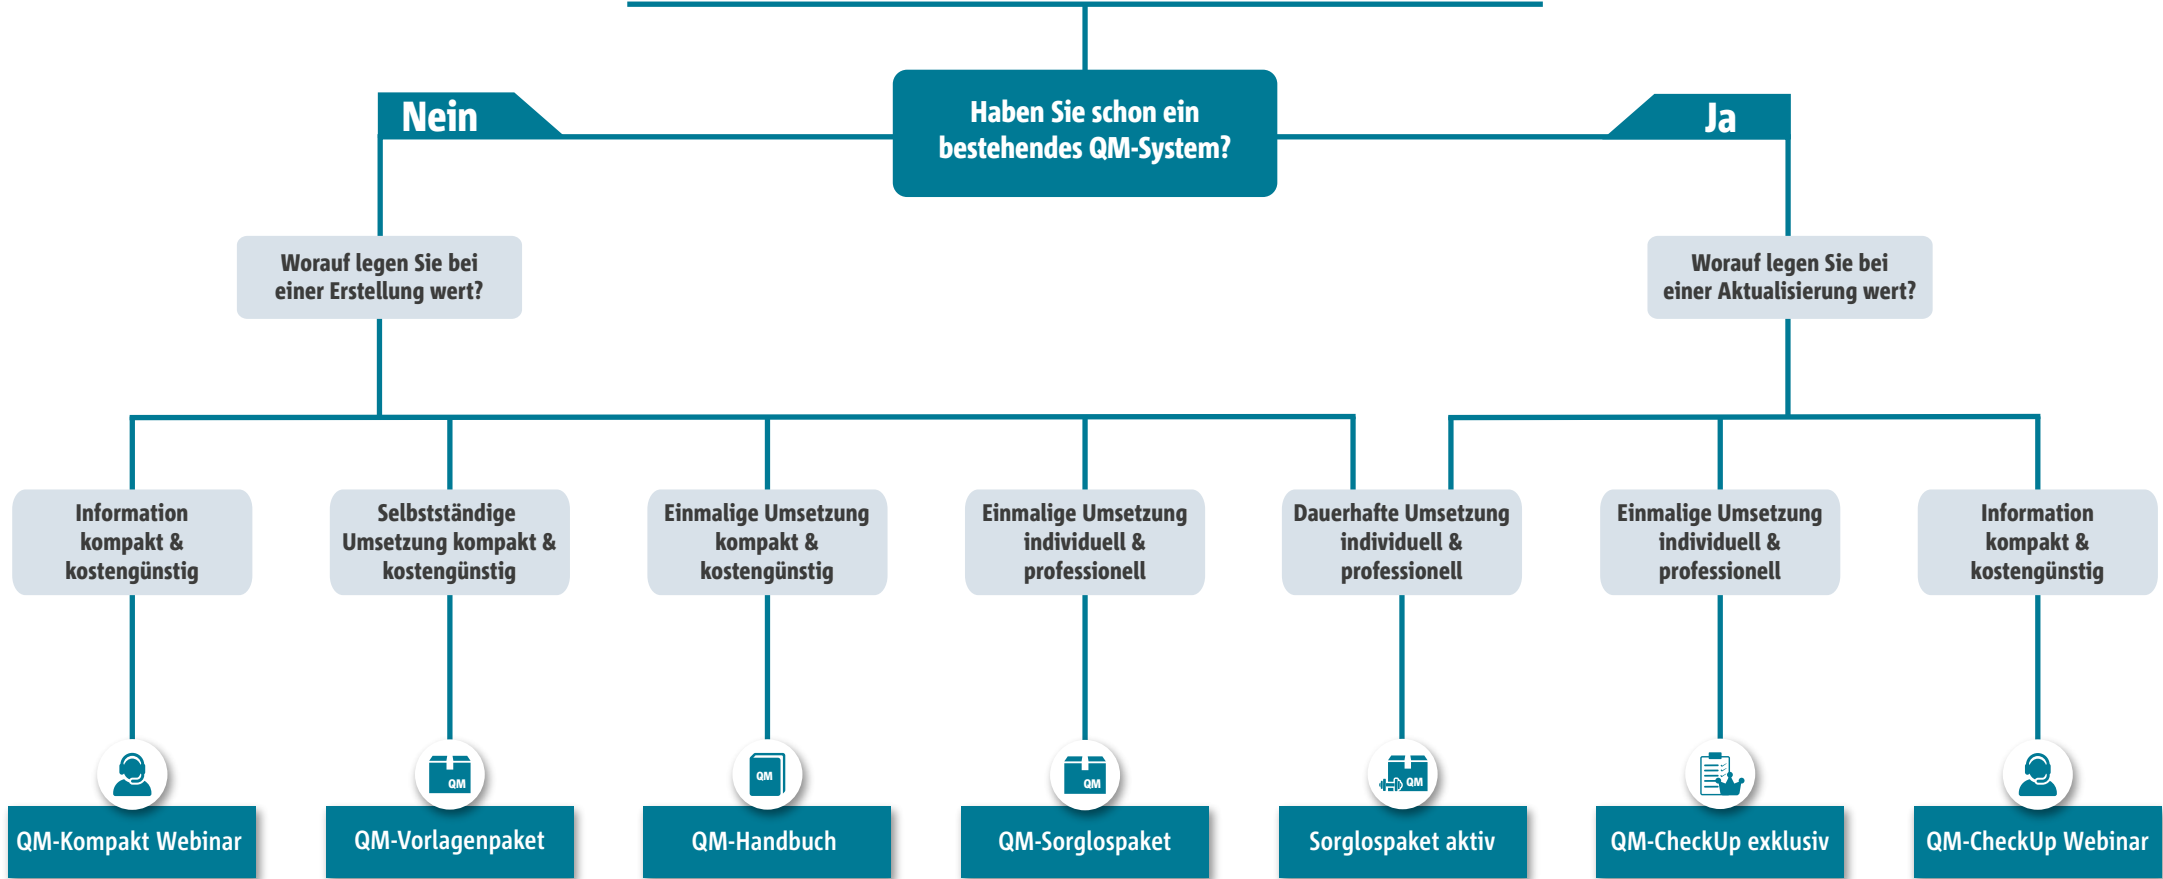 Haben Sie schon ein
bestehendes QM-System?
Nein
Ja
Worauf legen Sie bei
einer Erstellung wert?
Worauf legen Sie bei
einer Aktualisierung wert?
Information
kompakt &
kostengünstig
Selbstständige
Umsetzung kompakt &
kostengünstig
Einmalige Umsetzung
kompakt &
kostengünstig
Einmalige Umsetzung
individuell &
professionell
Dauerhafte Umsetzung
individuell &
professionell
Einmalige Umsetzung
individuell &
professionell
Information
kompakt &
kostengünstig
QM
QM
QM
QM
QM-Kompakt Webinar
QM-Vorlagenpaket
QM-Handbuch
QM-Sorglospaket
Sorglospaket aktiv
QM-CheckUp exklusiv
QM-CheckUp Webinar